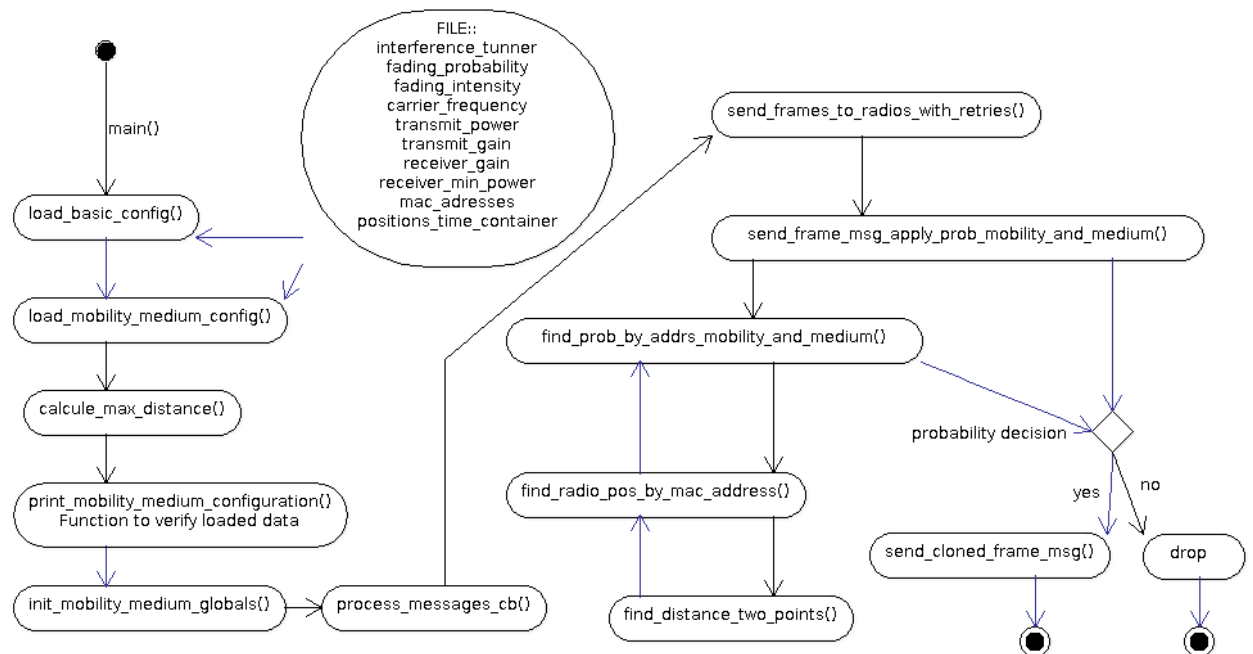 main()
load_basic_config()
load_mobility_medium_config()
calcule_max_distance()
print_mobility_medium_configuration()
Function to verify loaded data
init_mobility_medium_globals()
process_messages_cb()
FILE::
interference_tunner
fading_probability
fading_intensity
carrier_frequency
transmit_power
transmit_gain
receiver_gain
receiver_min_power
mac_adresses
positions_time_container
send_frames_to_radios_with_retries()
send_frame_msg_apply_prob_mobility_and_medium()
find_prob_by_addrs_mobility_and_medium()
probability decision
find_radio_pos_by_mac_address()
find_distance_two_points()
yes
no
send_cloned_frame_msg()
drop